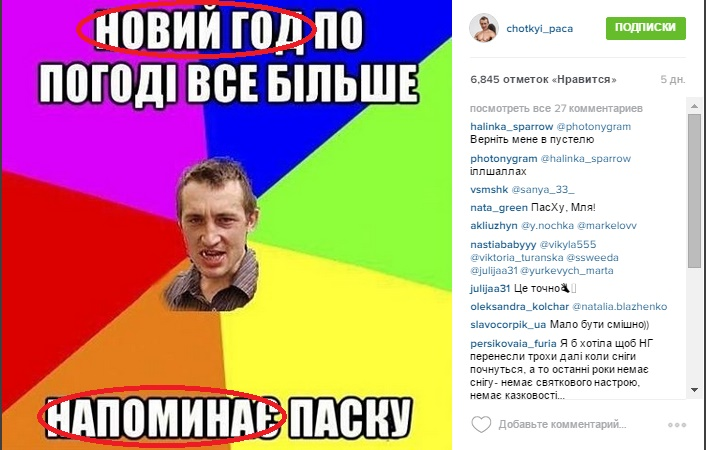 НОВИЙ ГОД ПО
ПОГОДІ ВСЕ БІЛЬШЕ
НАПОМИНАЄ ПАСКУ
chotkyi_paca
ПОДПИСКИ
6,845 отметок «Нравится»
5 дн.
посмотреть все 27 комментариев
halinka_sparrow @photonygram
Верніть мене в пустелю
photonygram @halinka_sparrow
іллшаллах
vsmshk @sanya_33_
nata_green ПасХу, Мля!
akliuzhyn @y.nochka @markelovv
nastiababyyy @vikyla555
@viktoria_turanska @ssweeda
@julijaa31 @yurkevych_marta
julijaa31 Це точно
oleksandra_kolchar @natalia.blazhenko
slavocorpik_ua Мало бути смішно))
persikovaia_furia Я б хотіла щоб НГ
перенесли трохи далі коли сніги
почнуться, а то останні роки немає
снігу- немає святкового настрою,
немає казковості...
Добавьте комментарий...